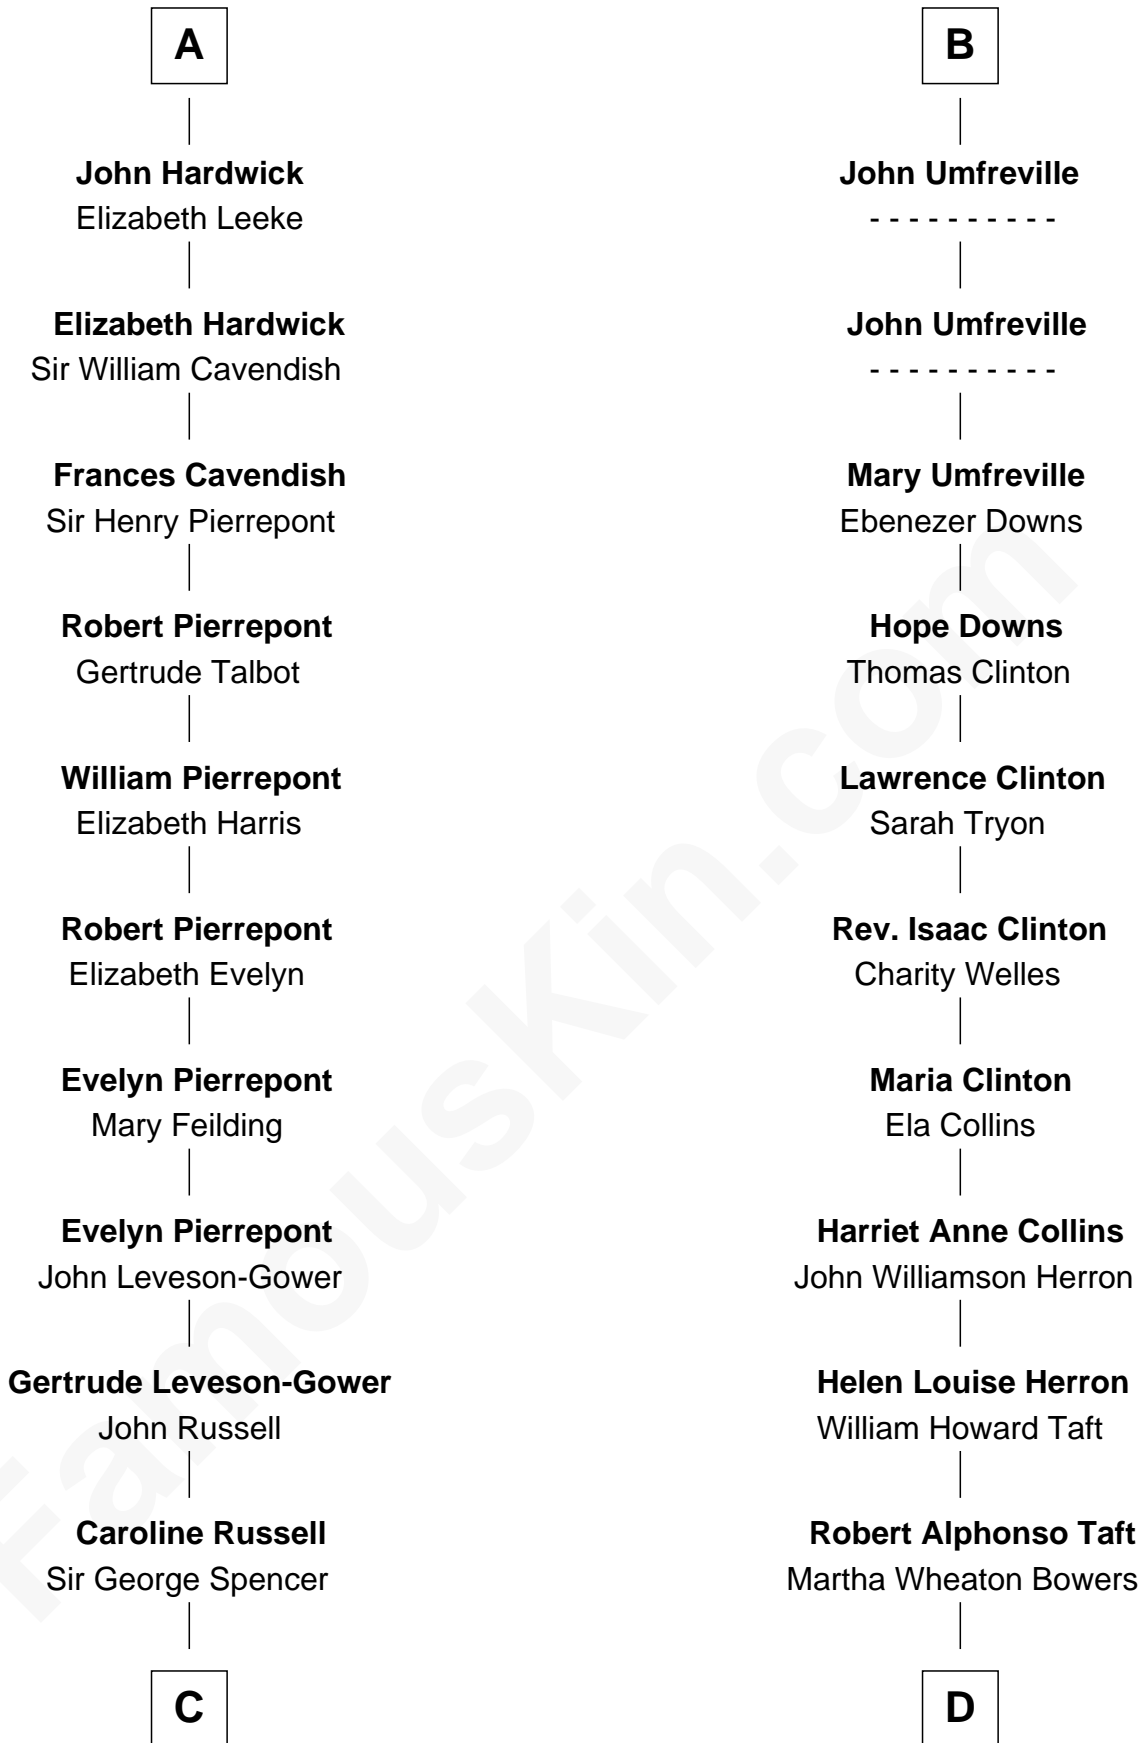 A
John Hardwick
Elizabeth Leeke
Elizabeth Hardwick
Sir William Cavendish
Frances Cavendish
Sir Henry Pierrepont
Robert Pierrepont
Gertrude Talbot
William Pierrepont
Elizabeth Harris
Robert Pierrepont
Elizabeth Evelyn
Evelyn Pierrepont
Mary Feilding
Evelyn Pierrepont
John Leveson-Gower
Gertrude Leveson-Gower
John Russell
Caroline Russell
Sir George Spencer
C
B
John Umfreville
- - - - - - - - - -
John Umfreville
- - - - - - - - - -
Mary Umfreville
Ebenezer Downs
Hope Downs
Thomas Clinton
Lawrence Clinton
Sarah Tryon
Rev. Isaac Clinton
Charity Welles
Maria Clinton
Ela Collins
Harriet Anne Collins
John Williamson Herron
Helen Louise Herron
William Howard Taft
Robert Alphonso Taft
Martha Wheaton Bowers
D
FamousKin.com